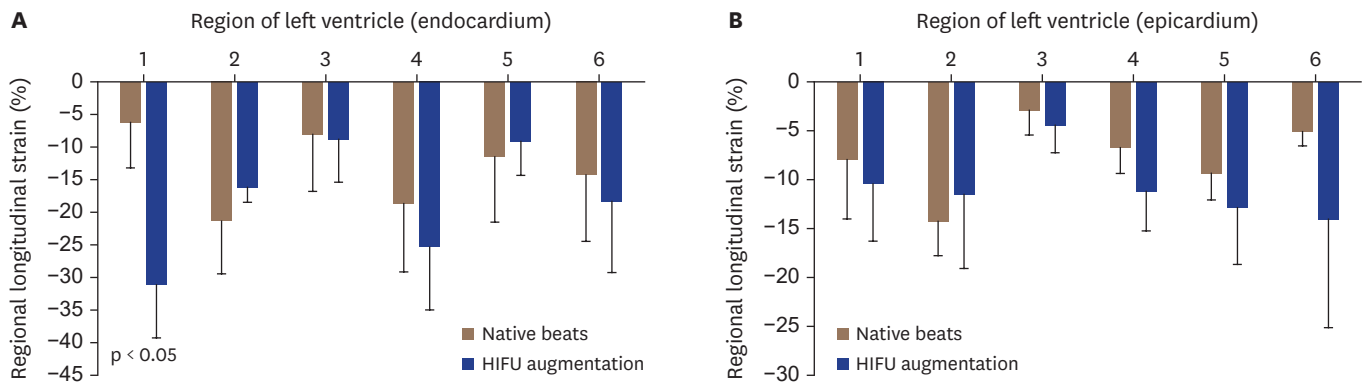 A
Region of left ventricle (endocardium)
1 2 3 4 5 6
Regional longitudinal strain (%)
0
−5
−10
−15
−20
−25
−30
−35
−40
−45
p < 0.05
Native beats
HIFU augmentation
B
Region of left ventricle (epicardium)
1 2 3 4 5 6
Regional longitudinal strain (%)
0
−5
−10
−15
−20
−25
−30
Native beats
HIFU augmentation